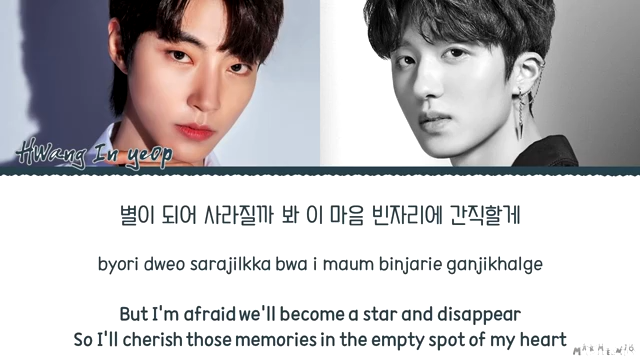 Hwang In yeop
별이 되어 사라질까 봐 이 마음 빈자리에 간직할게
byori dweo sarajilkka bwa i maum binjarie ganjikhalge
But I'm afraid we'll become a star and disappear
So I'll cherish those memories in the empty spot of my heart